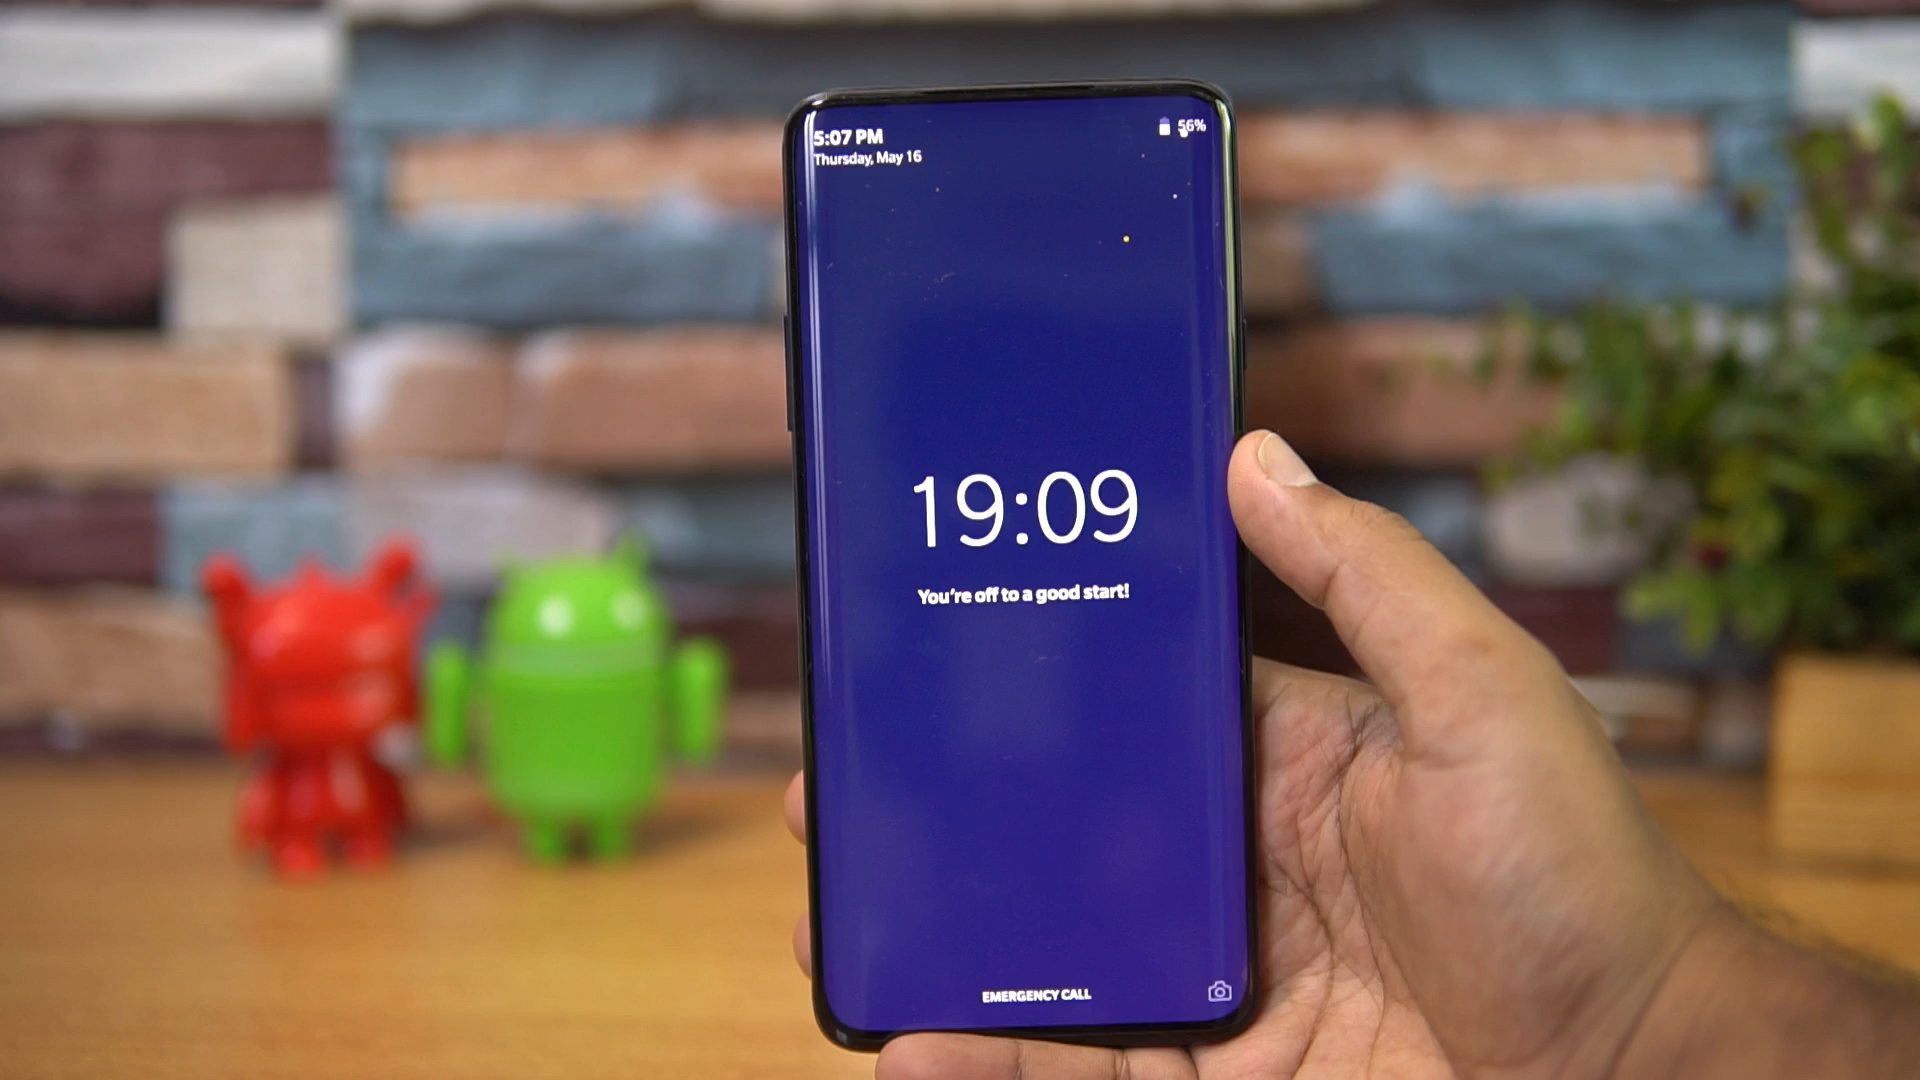 5:07 PM
56%
Thursday, May 16
19:09
You're off to a good start!
EMERGENCY CALL